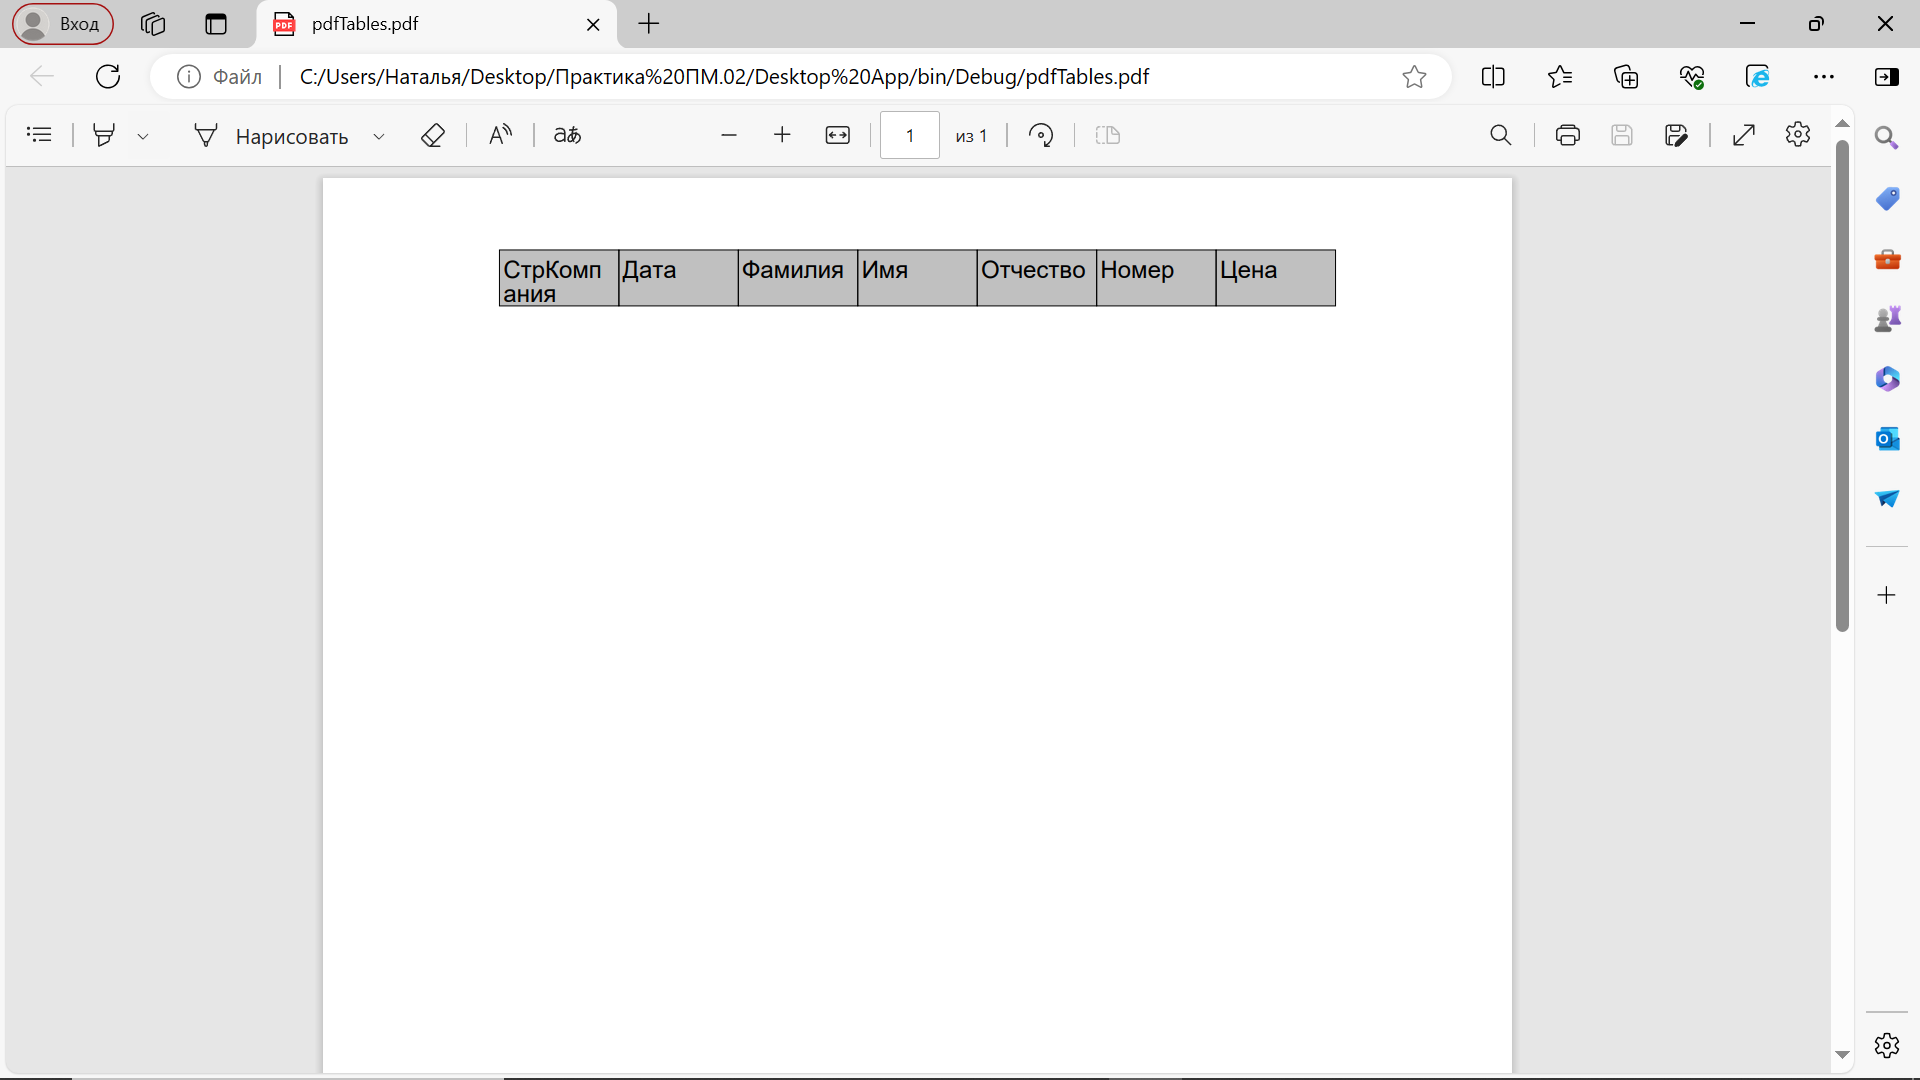 Вход
pdfTables.pdf
Файл
C:/Users/Наталья/Desktop/Практика%20ПМ.02/Desktop%20App/bin/Debug/pdfTables.pdf
Нарисовать
1 из 1
СтрКомп
ания
Дата
Фамилия
Имя
Отчество
Номер
Цена